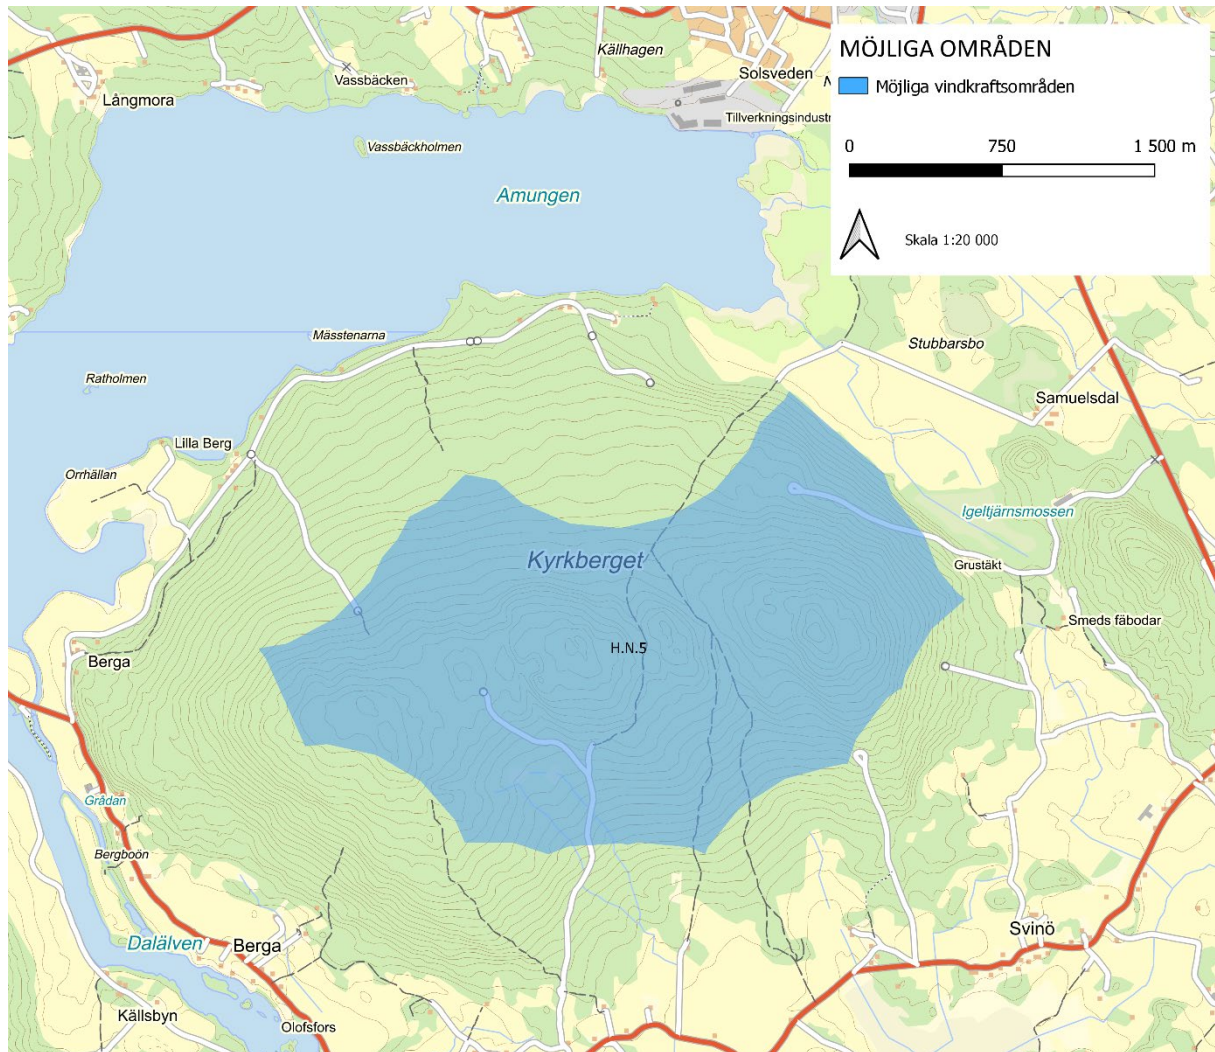 Källhagen
MÖJLIGA OMRÅDEN
Möjliga vindkraftsområden
Solsveden
Vassbäcken
Långmora
Tillverkningsindustr
0 750 1 500 m
Vassbäckholmen
Amungen
Skala 1:20 000
Mässtenarna
Stubbarsbo
Ratholmen
Samuelsdal
Lilla Berg
Orrhällan
Igeltjärnsmossen
Kyrkberget
Grustäkt
Smeds fäbodar
H.N.5
Berga
Grådan
Bergboön
Svinö
Dalälven
Berga
Källsbyn
Olofsfors